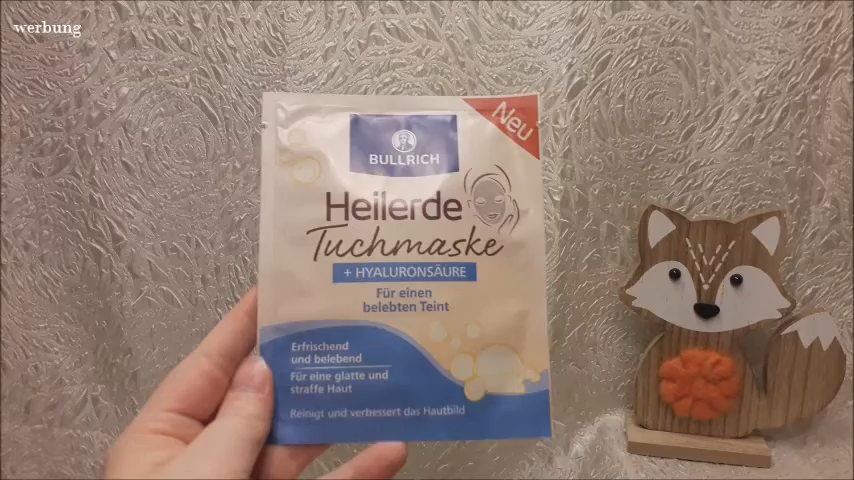 werbung
Neu
BULLRICH
Heilerde
Tuchmaske
+ HYALURONSÄURE
Für einen
belebten Teint
Erfrischend
und belebend
Für eine glatte und
straffe Haut
Reinigt und verbessert das Hautbild